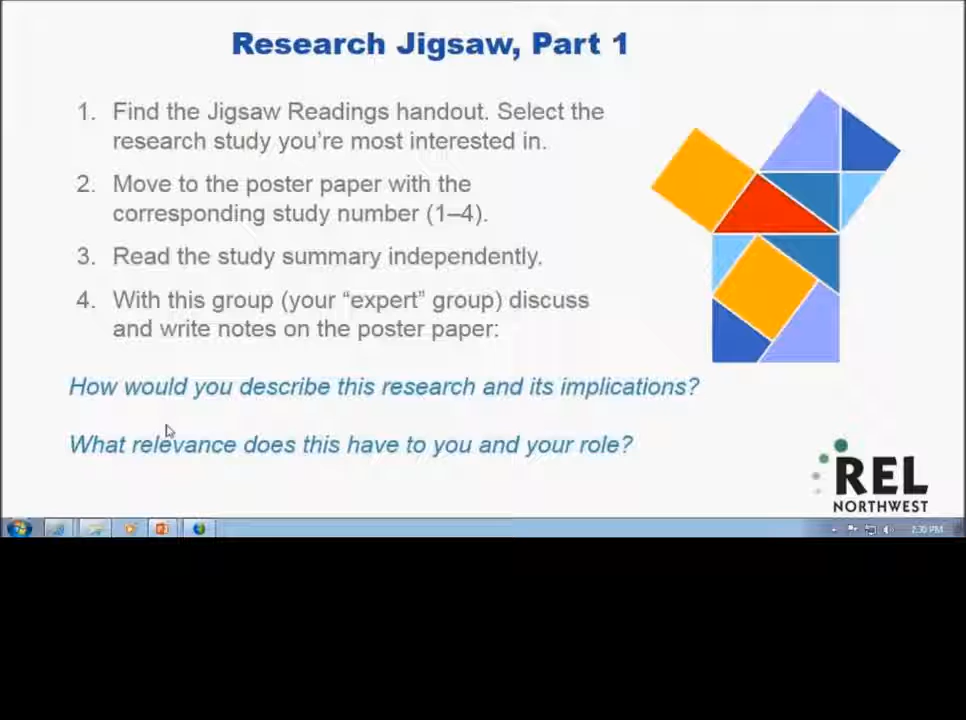 Research Jigsaw, Part 1
1. Find the Jigsaw Readings handout. Select the
research study you're most interested in.
2. Move to the poster paper with the
corresponding study number (1–4).
3. Read the study summary independently.
4. With this group (your “expert” group) discuss
and write notes on the poster paper:
How would you describe this research and its implications?
What relevance does this have to you and your role?
REL
NORTHWEST
2:30 PM